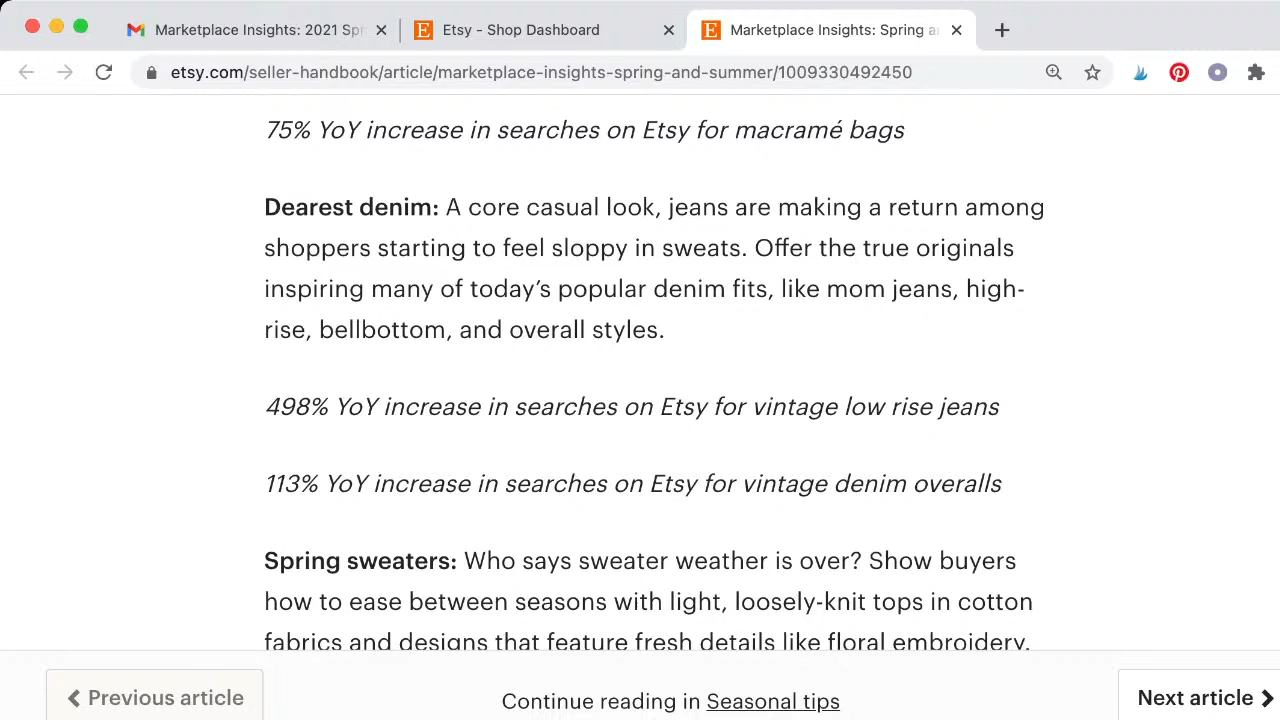 Marketplace Insights: 2021 Spr
Etsy - Shop Dashboard
Marketplace Insights: Spring a
etsy.com/seller-handbook/article/marketplace-insights-spring-and-summer/1009330492450
75% YoY increase in searches on Etsy for macramé bags
Dearest denim: A core casual look, jeans are making a return among
shoppers starting to feel sloppy in sweats. Offer the true originals
inspiring many of today’s popular denim fits, like mom jeans, high-
rise, bellbottom, and overall styles.
498% YoY increase in searches on Etsy for vintage low rise jeans
113% YoY increase in searches on Etsy for vintage denim overalls
Spring sweaters: Who says sweater weather is over? Show buyers
how to ease between seasons with light, loosely-knit tops in cotton
fabrics and designs that feature fresh details like floral embroidery.
Previous article
Continue reading in Seasonal tips
Next article